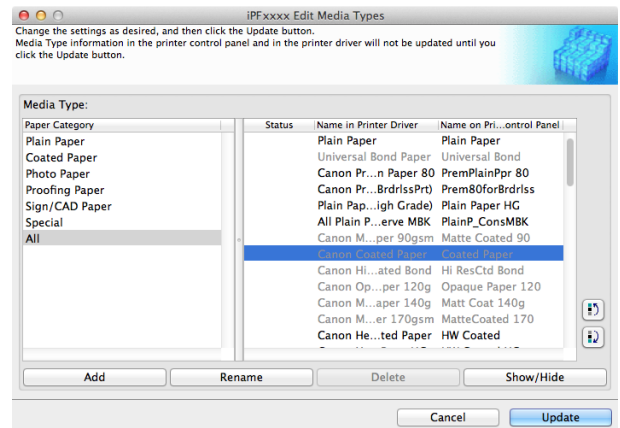 iPFxxxx Edit Media Types
Change the settings as desired, and then click the Update button.
Media Type information in the printer control panel and in the printer driver will not be updated until you
click the Update button.
Media Type:
Paper Category Status Name in Printer Driver Name on Pri...ontrol Panel
Plain Paper Plain Paper Plain Paper
Coated Paper Universal Bond Paper Universal Bond
Photo Paper Canon Pr...n Paper 80 PremPlainPpr 80
Proofing Paper Canon Pr...BrdrlssPrt) Prem80forBrdrlss
Sign/CAD Paper Plain Pap...igh Grade) Plain Paper HG
Special All Plain P...erve MBK PlainP_ConsMBK
All Canon M...per 90gsm Matte Coated 90
Canon Coated Paper Coated Paper
Canon Hi...ated Bond Hi ResCtd Bond
Canon Op...per 120g Opaque Paper 120
Canon M...aper 140g Matt Coat 140g
Canon M...er 170gsm MatteCoated 170
Canon He...ted Paper HW Coated
Add Rename Delete Show/Hide
Cancel Update